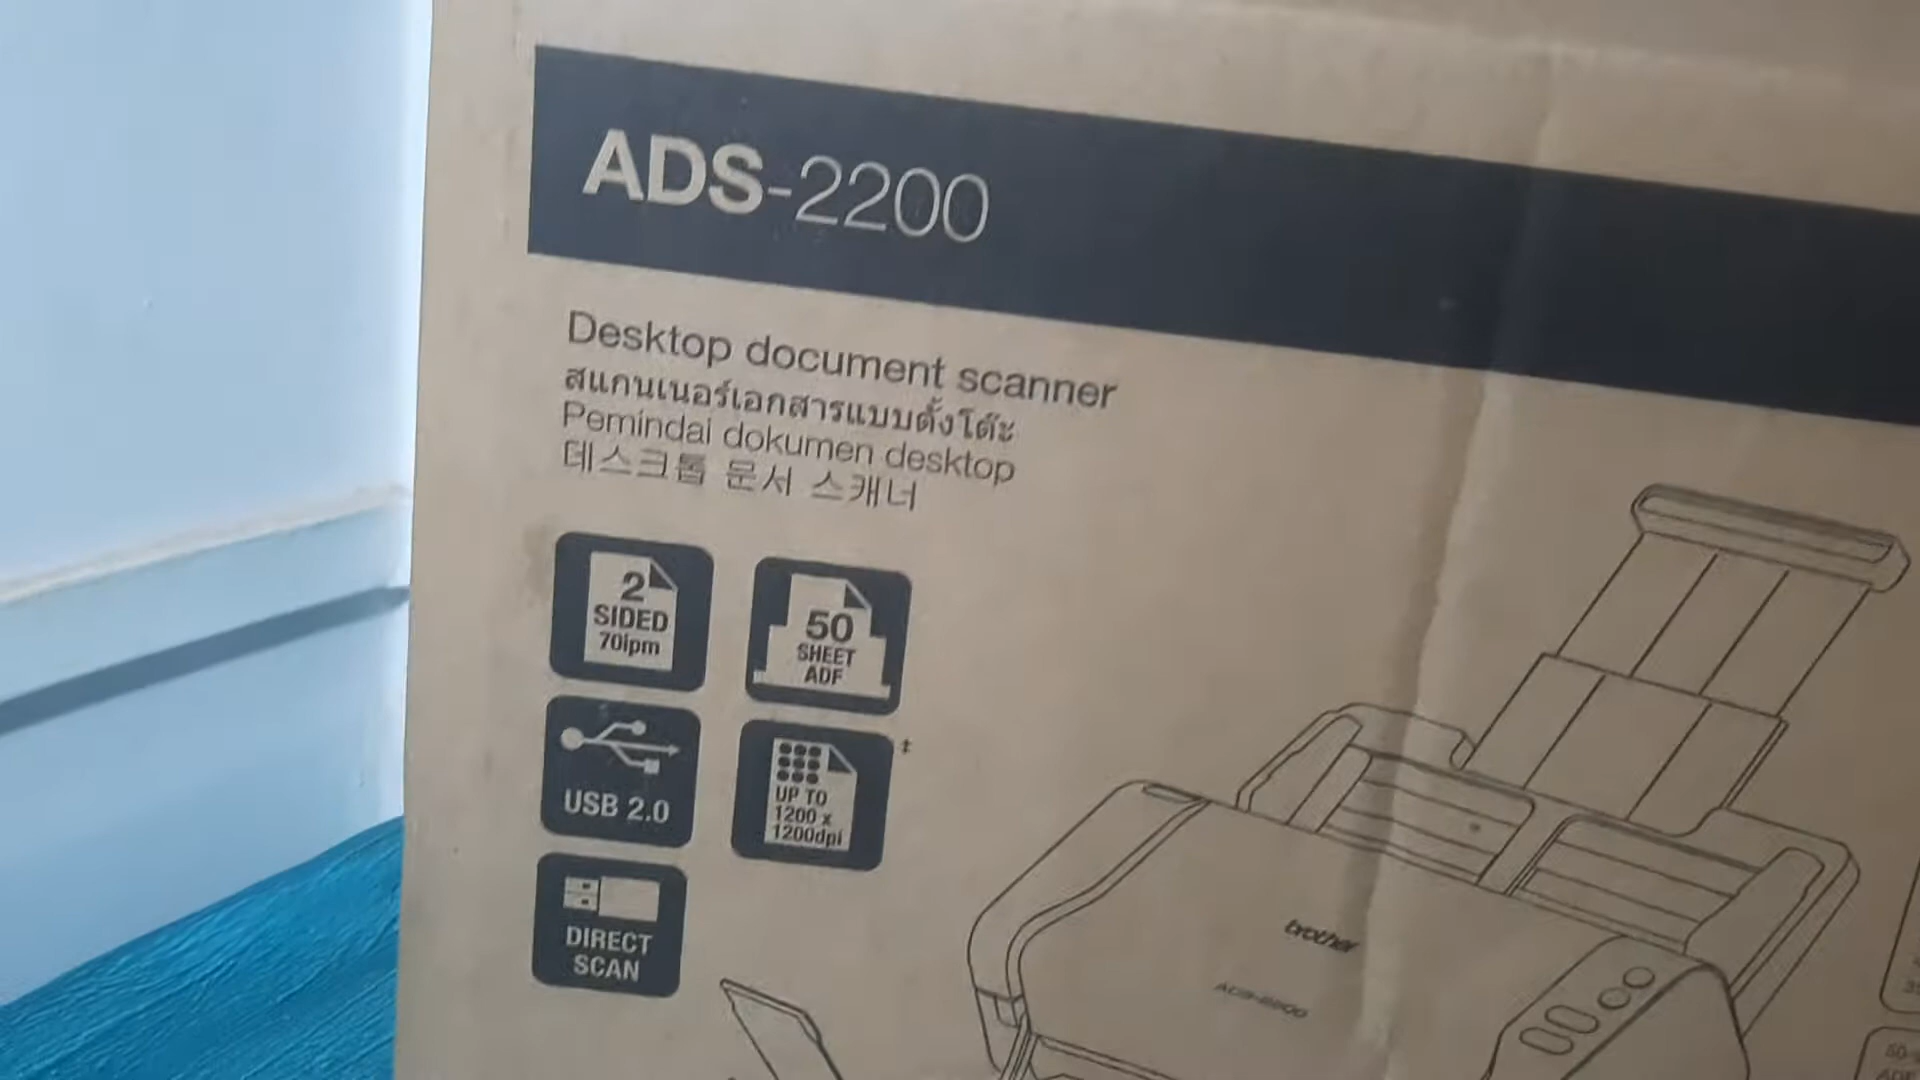 ADS-2200
Desktop document scanner
สแกนเนอร์เอกสารแบบตั้งโต๊ะ
Pemindai dokumen desktop
데스크톱 문서 스캐너
2
SIDED
70ipm
50
SHEET
ADF
USB 2.0
‡
UP TO
1200 x
1200dpi
DIRECT
SCAN
brother
ADS-2200